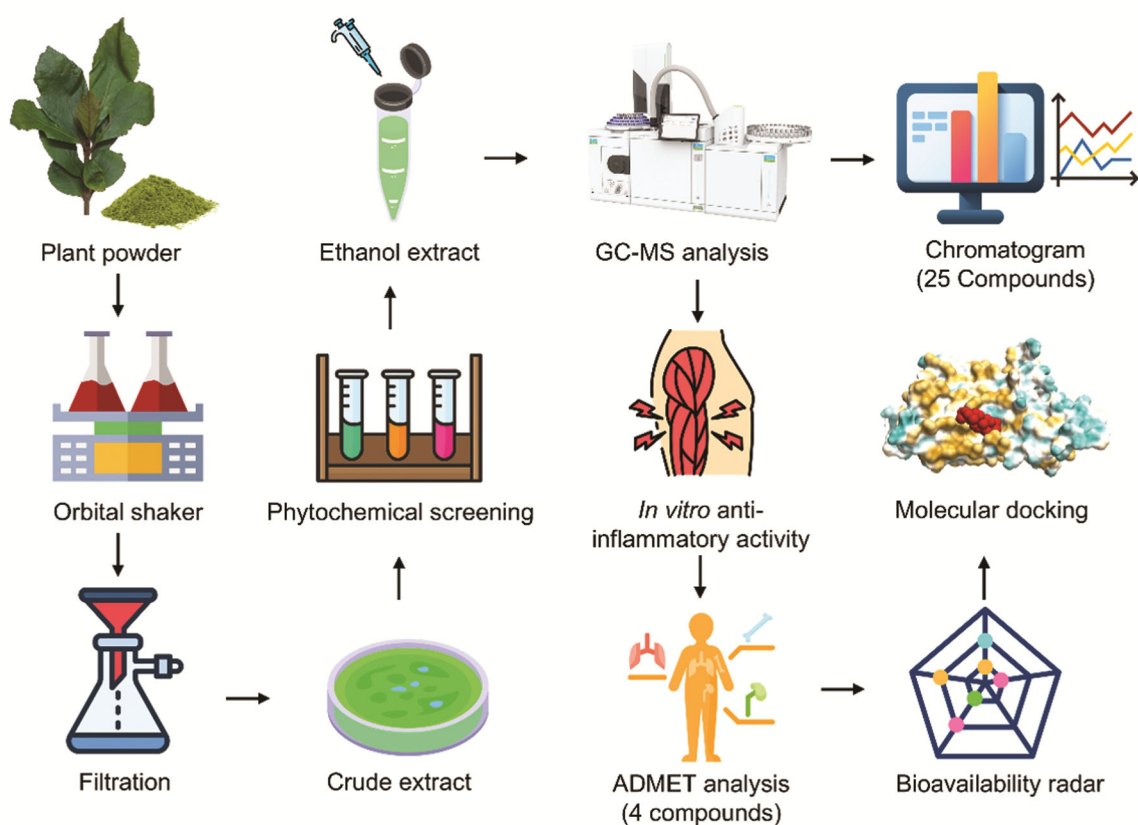 Plant powder
Ethanol extract
GC-MS analysis
Chromatogram
(25 Compounds)
Orbital shaker
Phytochemical screening
In vitro anti-
inflammatory activity
Molecular docking
Filtration
Crude extract
ADMET analysis
(4 compounds)
Bioavailability radar